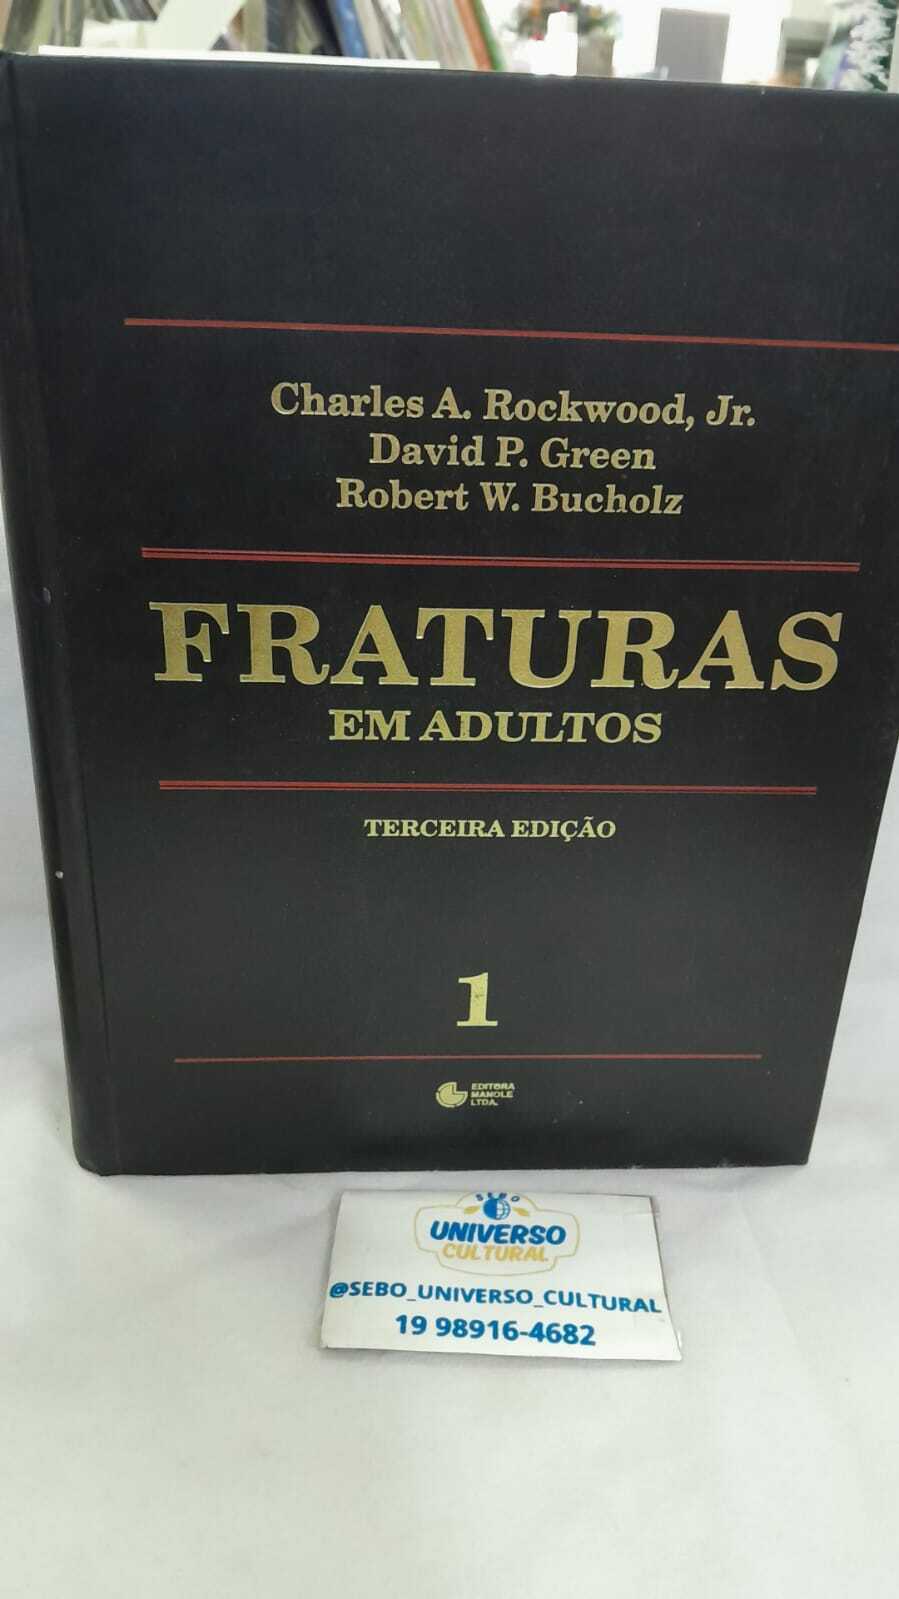 Charles A. Rockwood, Jr.
David P. Green
Robert W. Bucholz
FRATURAS
EM ADULTOS
TERCEIRA EDIÇÃO
1
EDITORA
MANOLE
LTDA.
SEBO
UNIVERSO
CULTURAL
@SEBO_UNIVERSO_CULTURAL
19 98916-4682